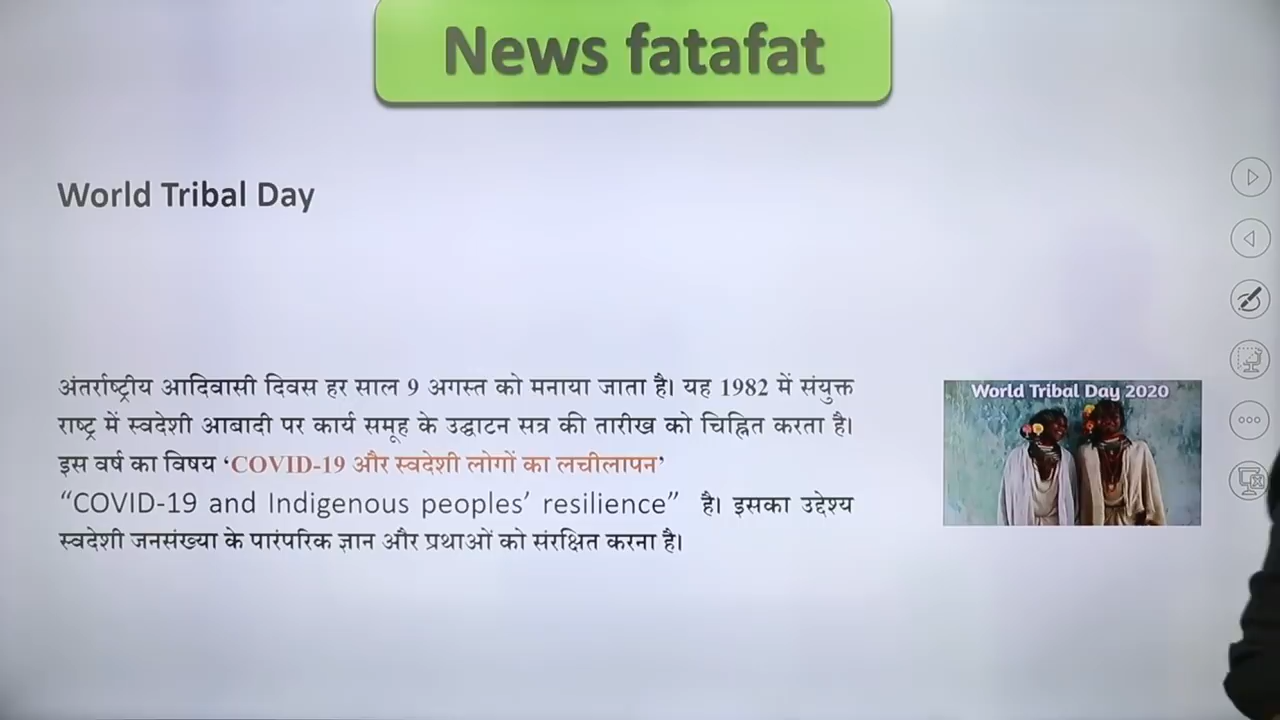 News fatafat
World Tribal Day
अंतर्राष्ट्रीय आदिवासी दिवस हर साल 9 अगस्त को मनाया जाता है। यह 1982 में संयुक्त
राष्ट्र में स्वदेशी आबादी पर कार्य समूह के उद्घाटन सत्र की तारीख को चिह्नित करता है।
इस वर्ष का विषय ‘COVID-19 और स्वदेशी लोगों का लचीलापन’
“COVID-19 and Indigenous peoples’ resilience” है। इसका उद्देश्य
स्वदेशी जनसंख्या के पारंपरिक ज्ञान और प्रथाओं को संरक्षित करना है।
World Tribal Day 2020